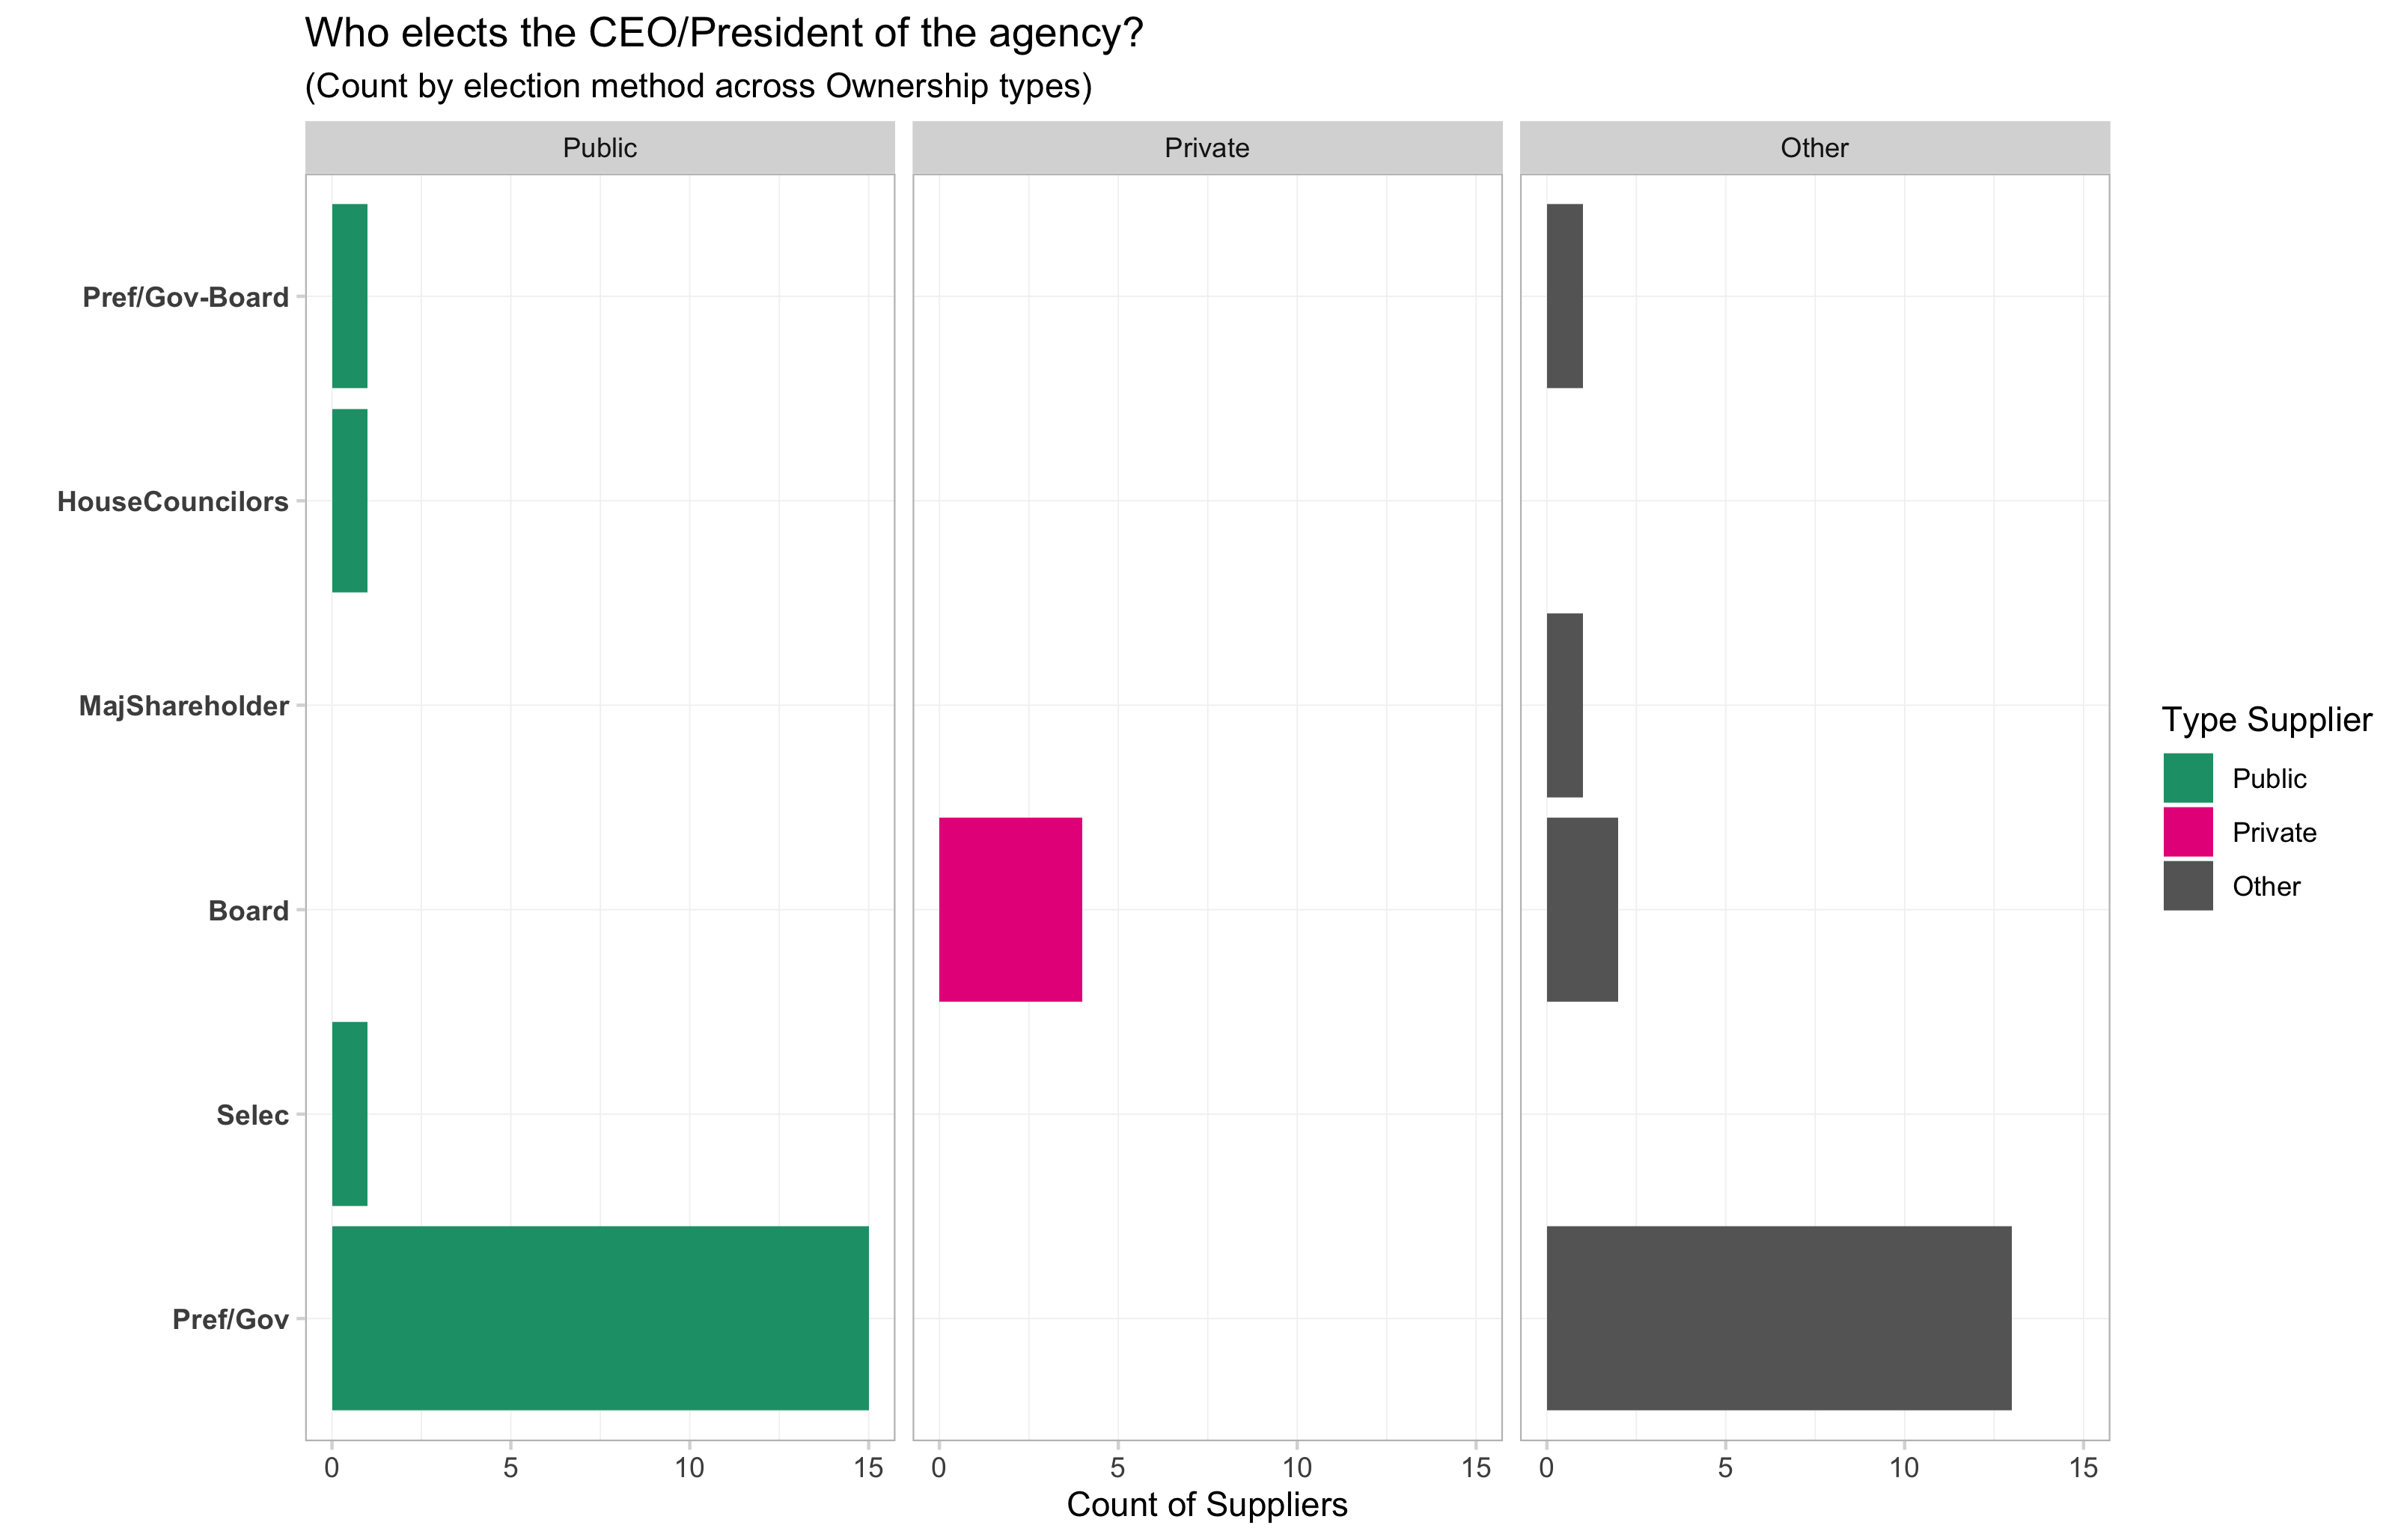 Who elects the CEO/President of the agency?
(Count by election method across Ownership types)
Public
Private
Other
Pref/Gov-Board
HouseCouncilors
MajShareholder
Board
Selec
Pref/Gov
0 5 10 15 0 5 10 15 0 5 10 15
Count of Suppliers
Type Supplier
Public
Private
Other